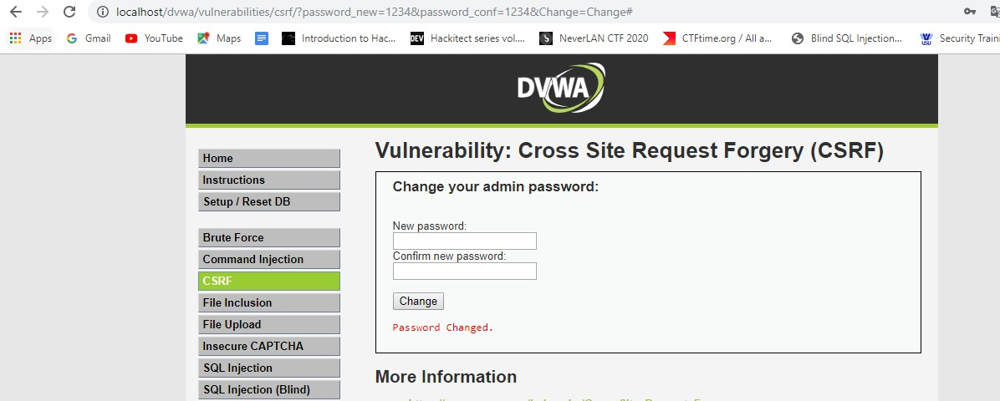 localhost/dvwa/vulnerabilities/csrf/?password_new=1234&password_conf=1234&Change=Change#
Apps Gmail YouTube Maps Introduction to Hac... DEV Hackitect series vol.... NeverLAN CTF 2020 CTFtime.org / All a... Blind SQL Injection... USU Security Traini
DVWA
Vulnerability: Cross Site Request Forgery (CSRF)
Home
Instructions
Setup / Reset DB
Brute Force
Command Injection
CSRF
File Inclusion
File Upload
Insecure CAPTCHA
SQL Injection
SQL Injection (Blind)
Change your admin password:
New password:
Confirm new password:
Change
Password Changed.
More Information